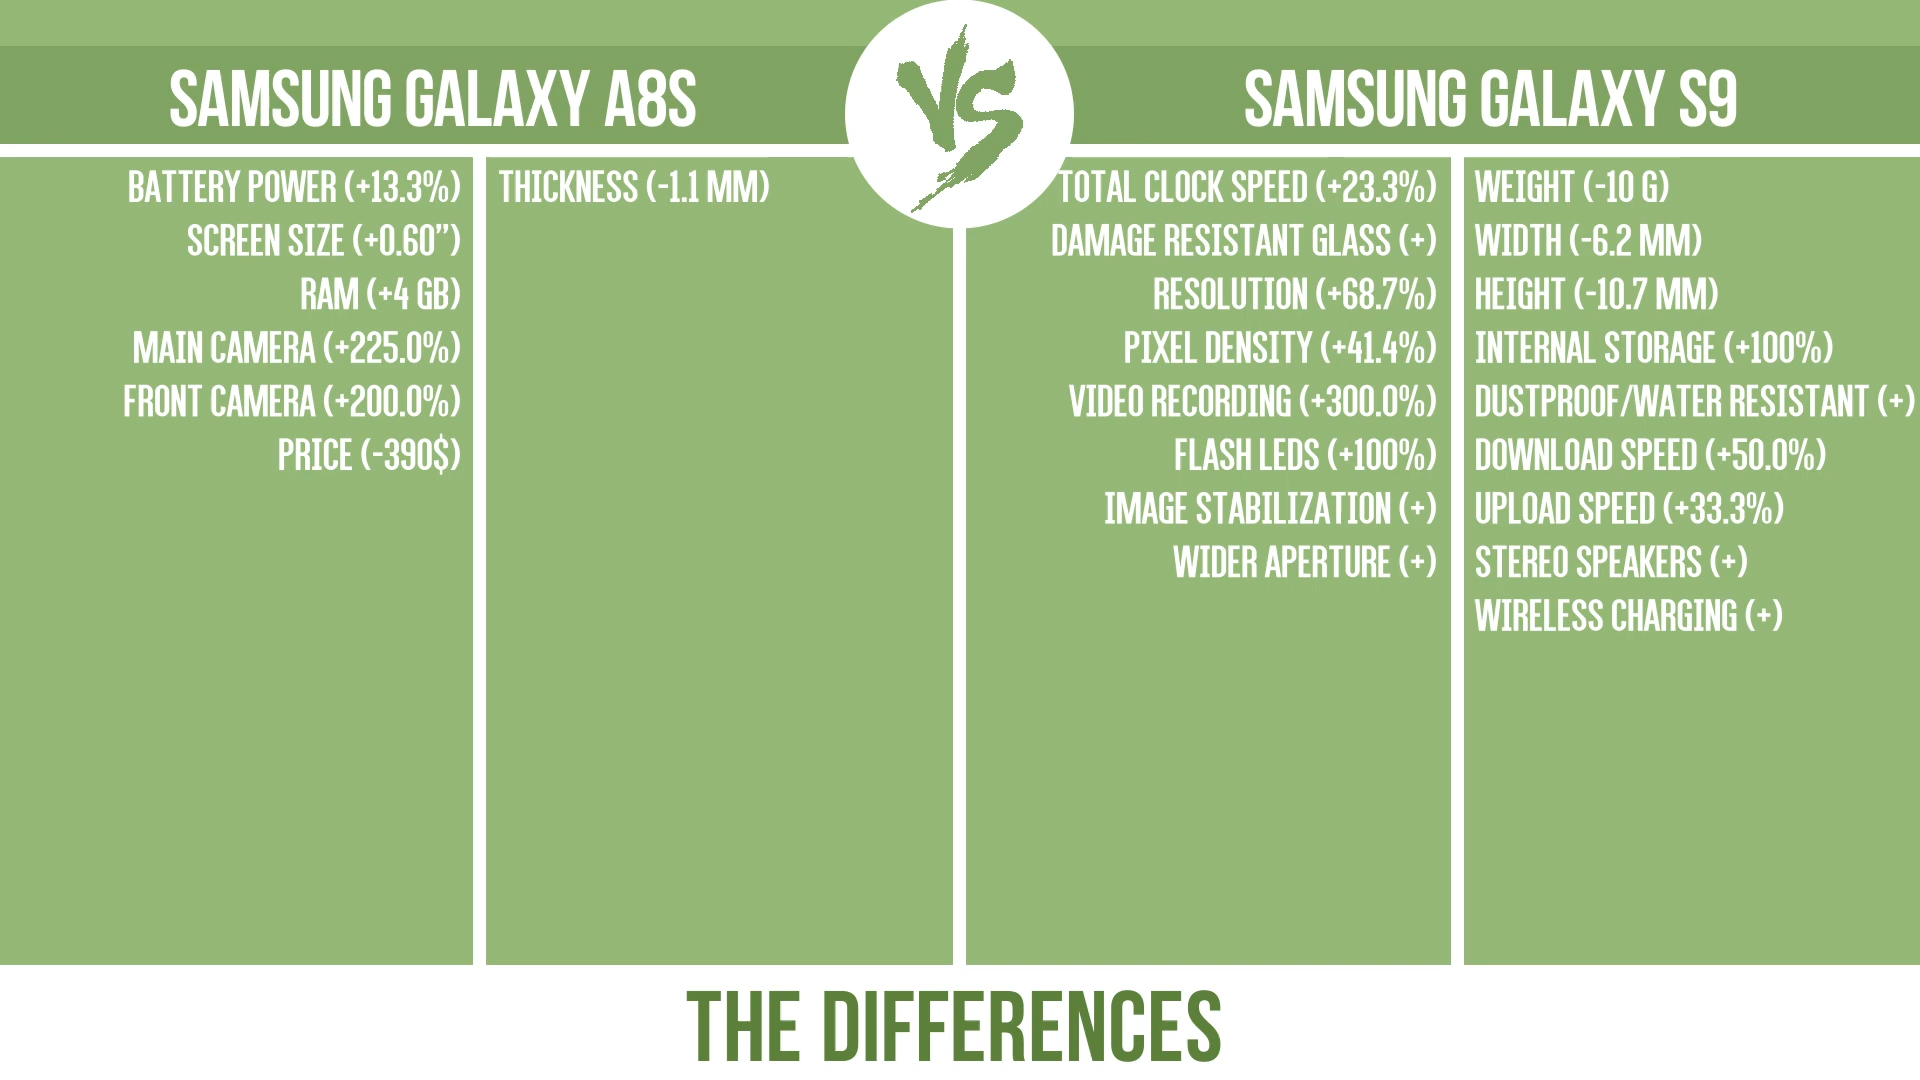 SAMSUNG GALAXY A8S
VS
SAMSUNG GALAXY S9
BATTERY POWER (+13.3%)
SCREEN SIZE (+0.60”)
RAM (+4 GB)
MAIN CAMERA (+225.0%)
FRONT CAMERA (+200.0%)
PRICE (-390$)
THICKNESS (-1.1 MM)
TOTAL CLOCK SPEED (+23.3%)
DAMAGE RESISTANT GLASS (+)
RESOLUTION (+68.7%)
PIXEL DENSITY (+41.4%)
VIDEO RECORDING (+300.0%)
FLASH LEDS (+100%)
IMAGE STABILIZATION (+)
WIDER APERTURE (+)
WEIGHT (-10 G)
WIDTH (-6.2 MM)
HEIGHT (-10.7 MM)
INTERNAL STORAGE (+100%)
DUSTPROOF/WATER RESISTANT (+)
DOWNLOAD SPEED (+50.0%)
UPLOAD SPEED (+33.3%)
STEREO SPEAKERS (+)
WIRELESS CHARGING (+)
THE DIFFERENCES